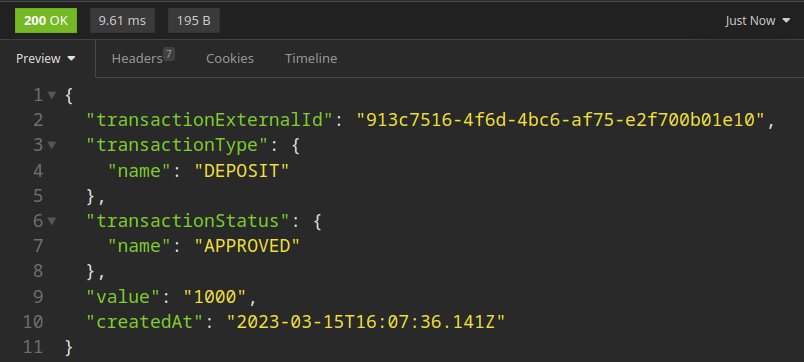 200 OK 9.61 ms 195 B Just Now
Preview Headers 7 Cookies Timeline
1 {
2 "transactionExternalId": "913c7516-4f6d-4bc6-af75-e2f700b01e10",
3 "transactionType": {
4 "name": "DEPOSIT"
5 },
6 "transactionStatus": {
7 "name": "APPROVED"
8 },
9 "value": "1000",
10 "createdAt": "2023-03-15T16:07:36.141Z"
11 }